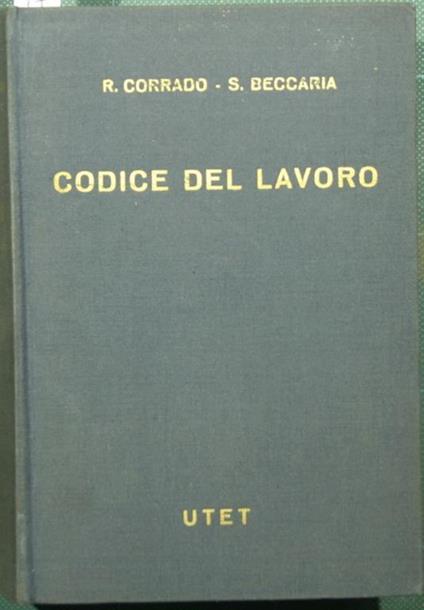 R. CORRADO - S. BECCARIA
CODICE DEL LAVORO
UTET